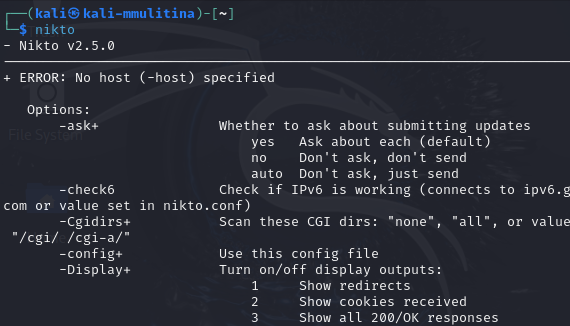 ┌──(kali㉿kali-mmulitina)-[~]
└─$ nikto
- Nikto v2.5.0
---------------------------------------------------------------------------
+ ERROR: No host (-host) specified
Options:
-ask+ Whether to ask about submitting updates
yes Ask about each (default)
no Don't ask, don't send
auto Don't ask, just send
File System
-check6 Check if IPv6 is working (connects to ipv6.g
com or value set in nikto.conf)
-Cgidirs+ Scan these CGI dirs: "none", "all", or value
"/cgi/ /cgi-a/"
-config+ Use this config file
-Display+ Turn on/off display outputs:
1 Show redirects
2 Show cookies received
3 Show all 200/OK responses